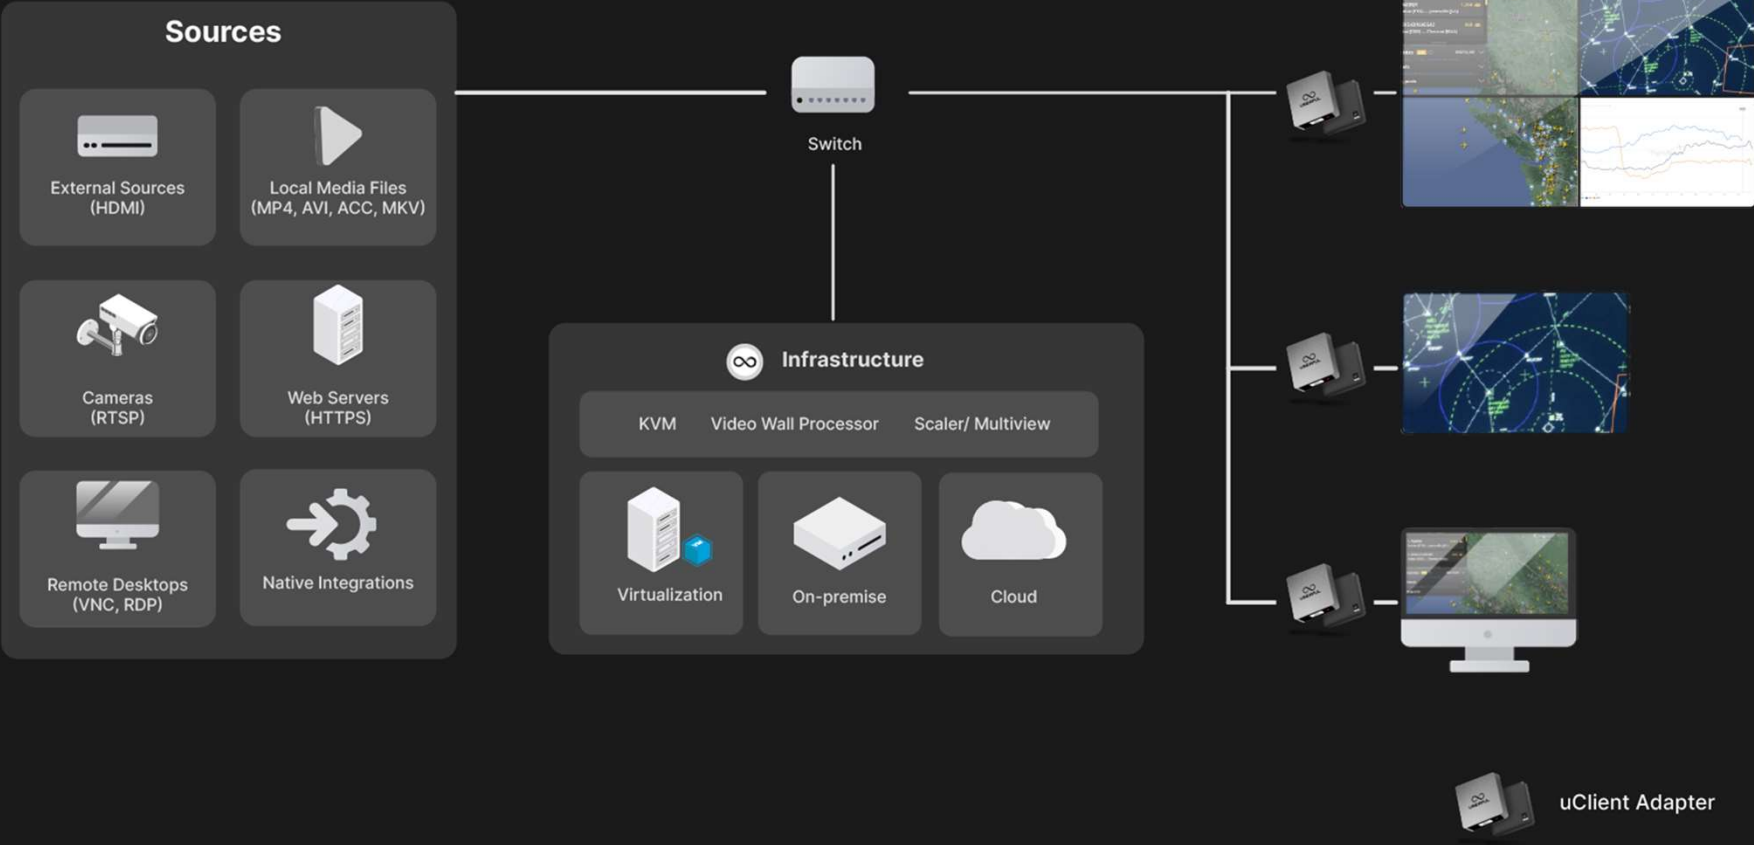 Sources
External Sources
(HDMI)
Local Media Files
(MP4, AVI, ACC, MKV)
Cameras
(RTSP)
Web Servers
(HTTPS)
Remote Desktops
(VNC, RDP)
Native Integrations
Switch
Infrastructure
KVM Video Wall Processor Scaler/ Multiview
Virtualization
On-premise
Cloud
uClient Adapter